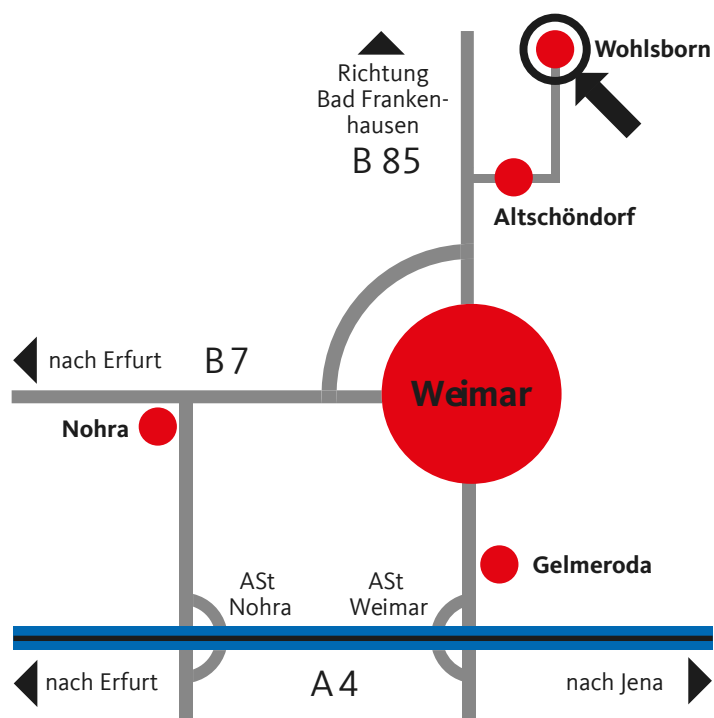 Wohlsborn
Richtung
Bad Franken-
hausen
B 85
Altschöndorf
nach Erfurt
B 7
Weimar
Nohra
Gelmeroda
ASt
Nohra
ASt
Weimar
nach Erfurt
A 4
nach Jena